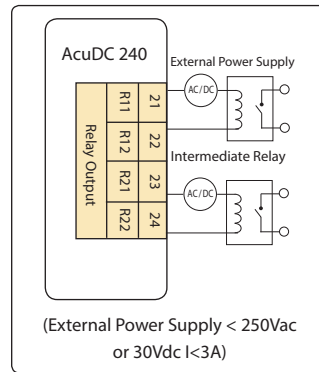 AcuDC 240
External Power Supply
Relay Output
R11 21
R12 22
R21 23
R22 24
AC/DC
Intermediate Relay
AC/DC
(External Power Supply < 250Vac
or 30Vdc I<3A)